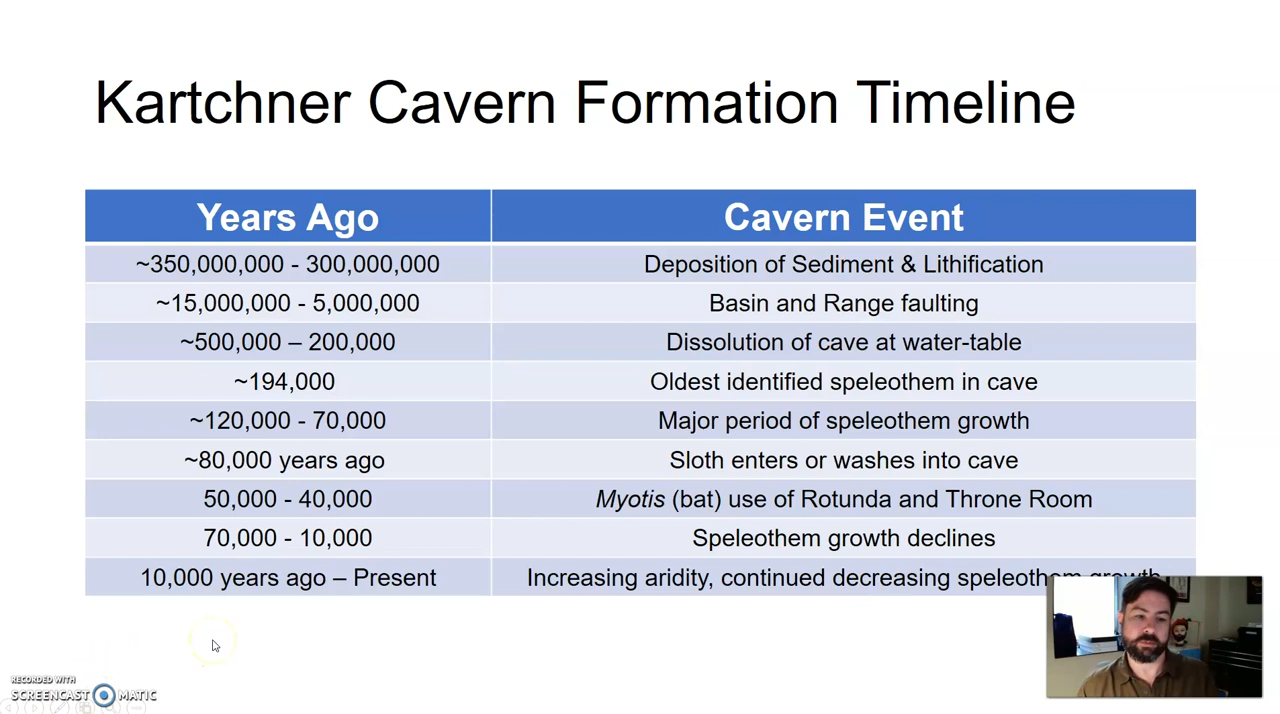 Kartchner Cavern Formation Timeline
Years Ago Cavern Event
~350,000,000 - 300,000,000 Deposition of Sediment & Lithification
~15,000,000 - 5,000,000 Basin and Range faulting
~500,000 – 200,000 Dissolution of cave at water-table
~194,000 Oldest identified speleothem in cave
~120,000 - 70,000 Major period of speleothem growth
~80,000 years ago Sloth enters or washes into cave
50,000 - 40,000 Myotis (bat) use of Rotunda and Throne Room
70,000 - 10,000 Speleothem growth declines
10,000 years ago – Present Increasing aridity, continued decreasing speleothem growth
RECORDED WITH
SCREENCAST MATIC